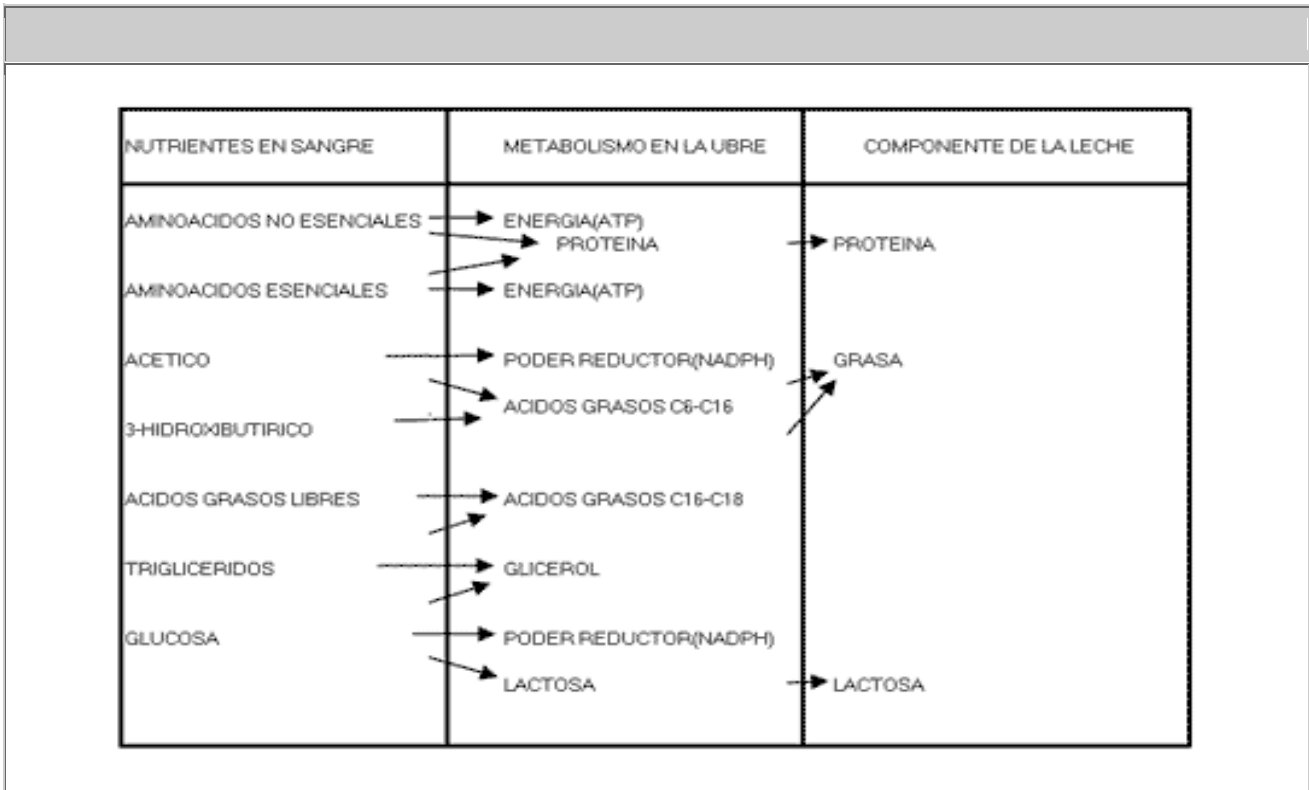 NUTRIENTES EN SANGRE METABOLISMO EN LA UBRE COMPONENTE DE LA LECHE
AMINOACIDOS NO ESENCIALES ENERGIA(ATP)
PROTEINA PROTEINA
AMINOACIDOS ESENCIALES ENERGIA(ATP)
ACETICO PODER REDUCTOR(NADPH) GRASA
ACIDOS GRASOS C6-C16
3-HIDROXIBUTIRICO
ACIDOS GRASOS LIBRES ACIDOS GRASOS C16-C18
TRIGLICERIDOS GLICEROL
GLUCOSA PODER REDUCTOR(NADPH)
LACTOSA LACTOSA